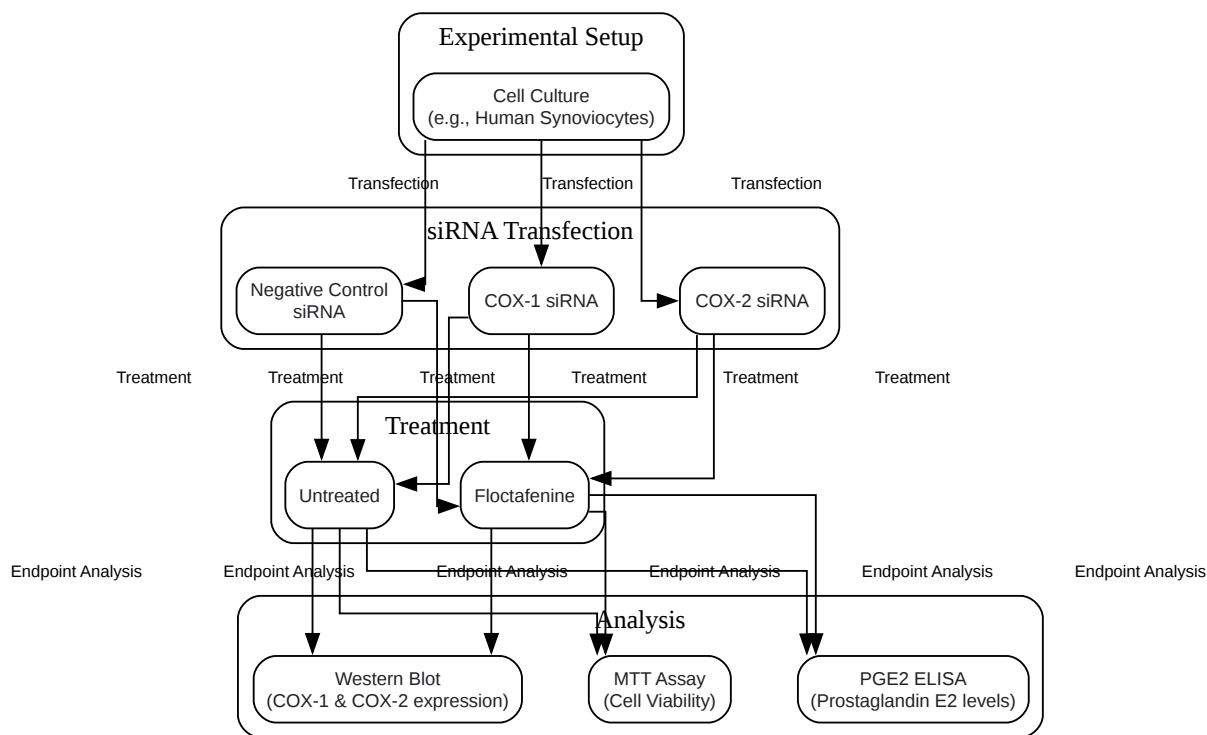 Experimental Setup
Cell Culture
(e.g., Human Synoviocytes)
Transfection
Transfection
Transfection
siRNA Transfection
Negative Control
siRNA
COX-1 siRNA
COX-2 siRNA
Treatment
Treatment
Treatment
Treatment
Treatment
Treatment
Treatment
Untreated
Floctafenine
Endpoint Analysis
Endpoint Analysis
Endpoint Analysis
Endpoint Analysis
Endpoint Analysis
Endpoint Analysis
Analysis
Western Blot
(COX-1 & COX-2 expression)
MTT Assay
(Cell Viability)
PGE2 ELISA
(Prostaglandin E2 levels)